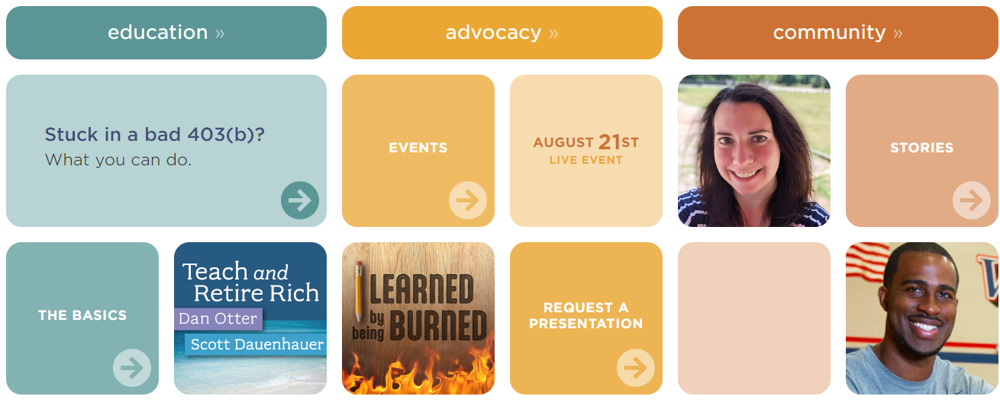 education »
advocacy »
community »
Stuck in a bad 403(b)?
What you can do.
EVENTS
AUGUST 21ST
LIVE EVENT
STORIES
THE BASICS
Teach and
Retire Rich
Dan Otter
Scott Dauenhauer
LEARNED
by
being BURNED
REQUEST A
PRESENTATION
W